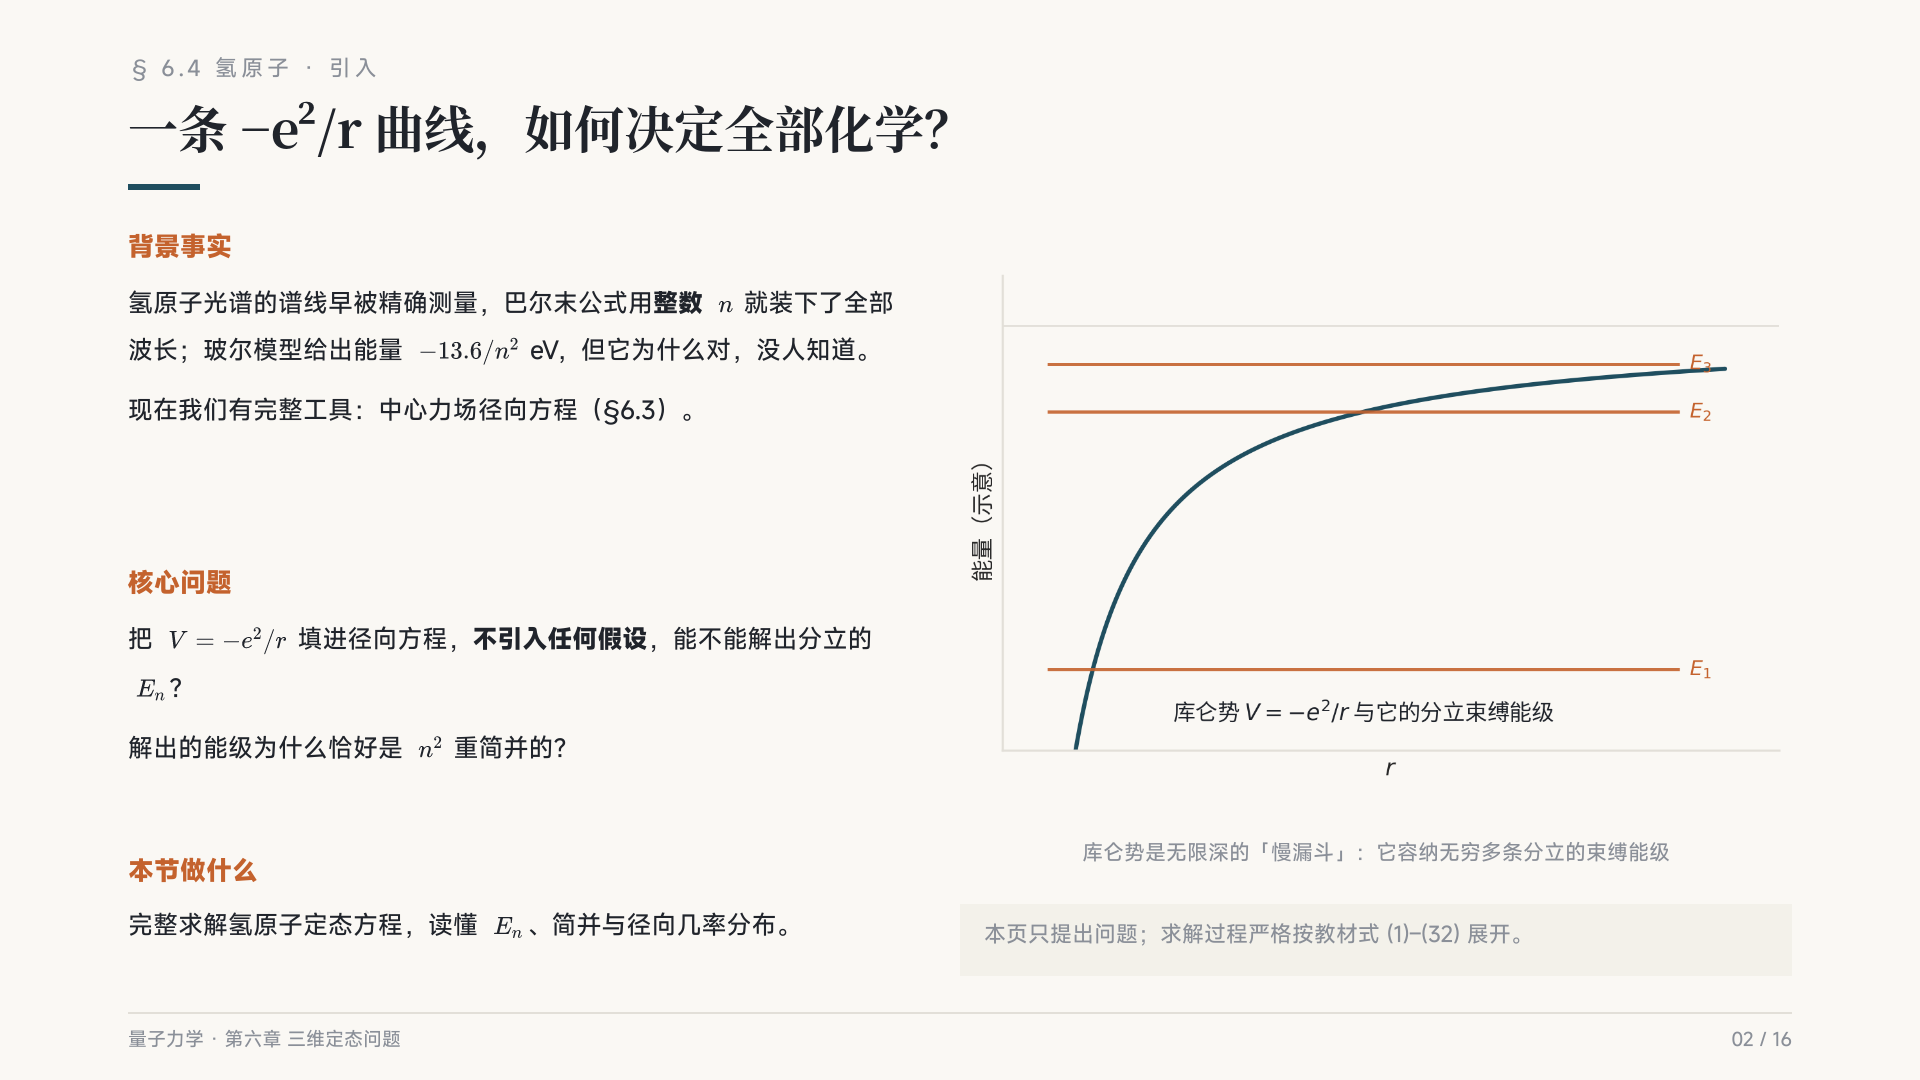 § 6.4 氢原子 · 引入
一条 −e²/r 曲线，如何决定全部化学？
背景事实
氢原子光谱的谱线早被精确测量，巴尔末公式用整数 n 就装下了全部
波长；玻尔模型给出能量 −13.6/n² eV，但它为什么对，没人知道。
现在我们有完整工具：中心力场径向方程（§6.3）。
核心问题
把 V = −e²/r 填进径向方程，不引入任何假设，能不能解出分立的
Eₙ？
解出的能级为什么恰好是 n² 重简并的？
本节做什么
完整求解氢原子定态方程，读懂 Eₙ、简并与径向几率分布。
能量（示意）
E₃
E₂
E₁
库仑势 V = −e²/r 与它的分立束缚能级
r
库仑势是无限深的「慢漏斗」：它容纳无穷多条分立的束缚能级
本页只提出问题；求解过程严格按教材式 (1)–(32) 展开。
量子力学 · 第六章 三维定态问题
02 / 16